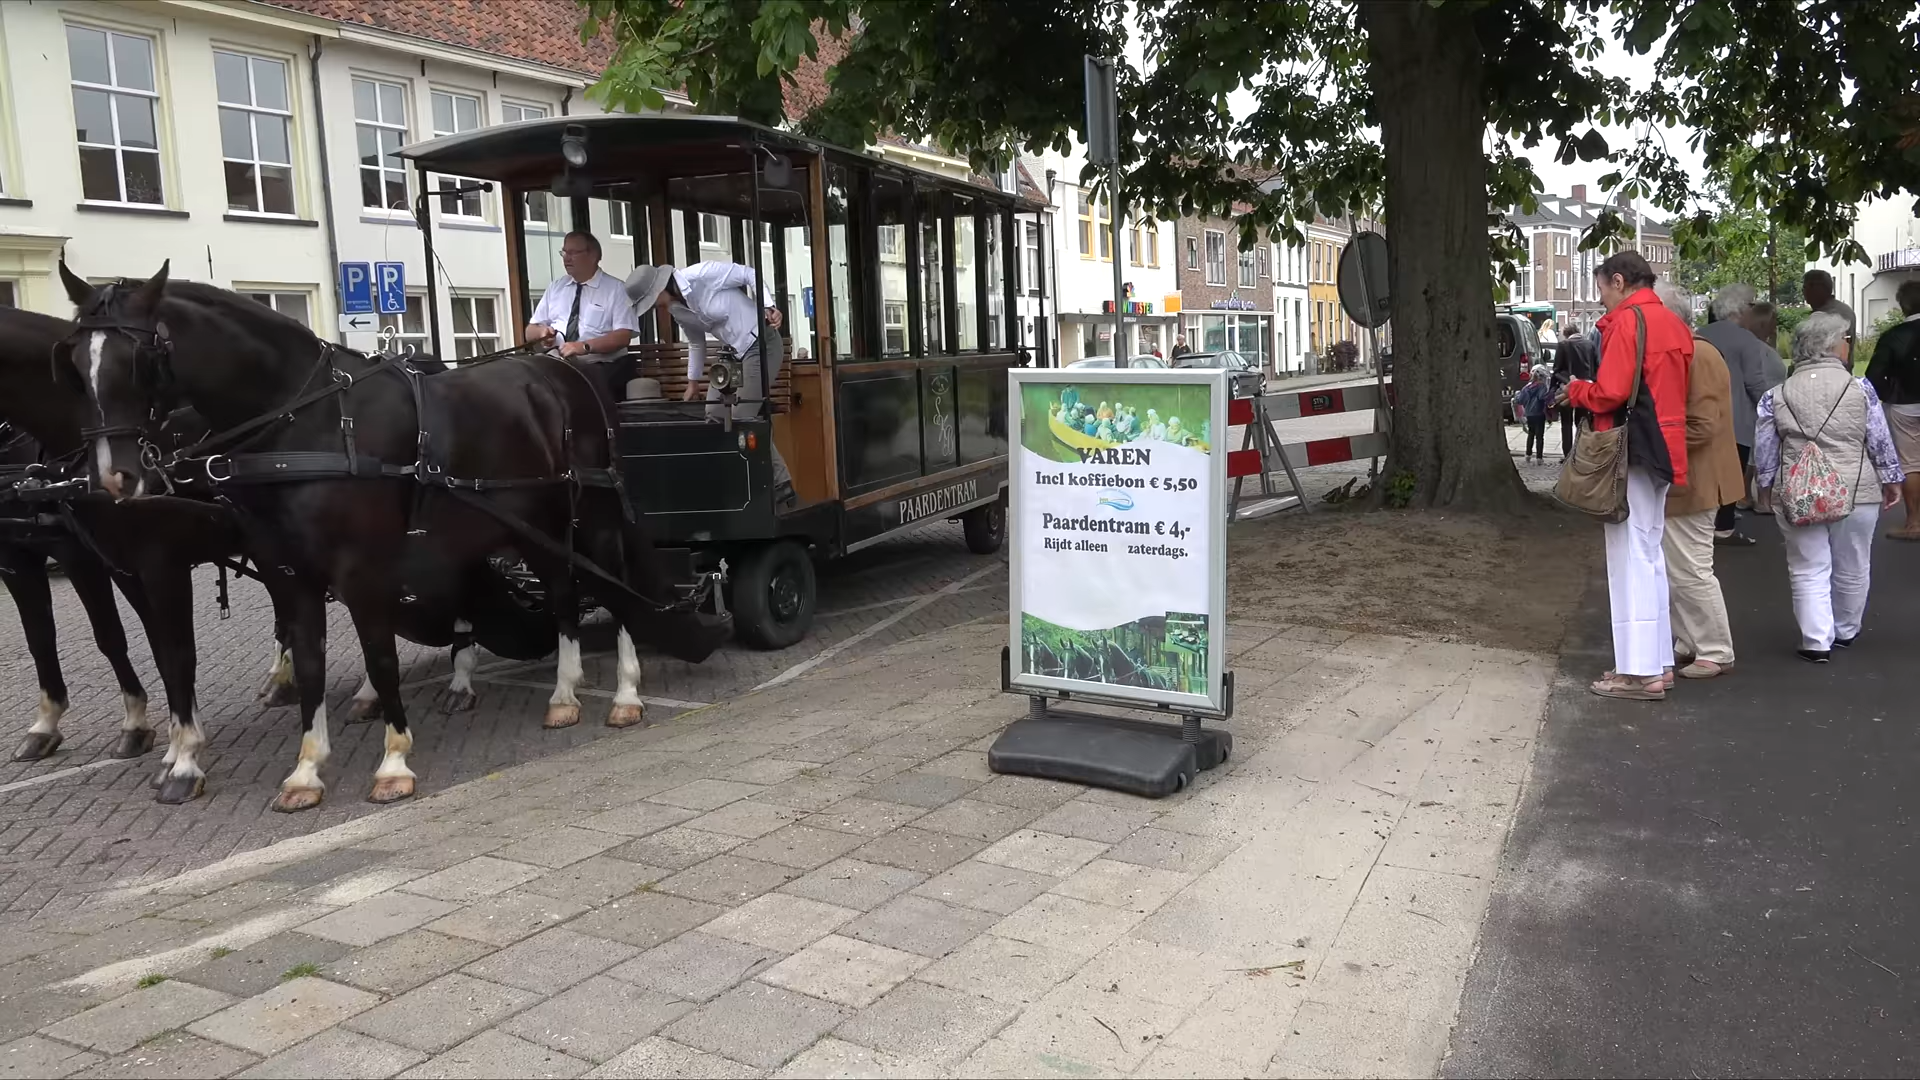 P
P
PAARDENTRAM
VAREN
Incl koffiebon € 5,50
Paardentram € 4,-
Rijdt alleen zaterdags.